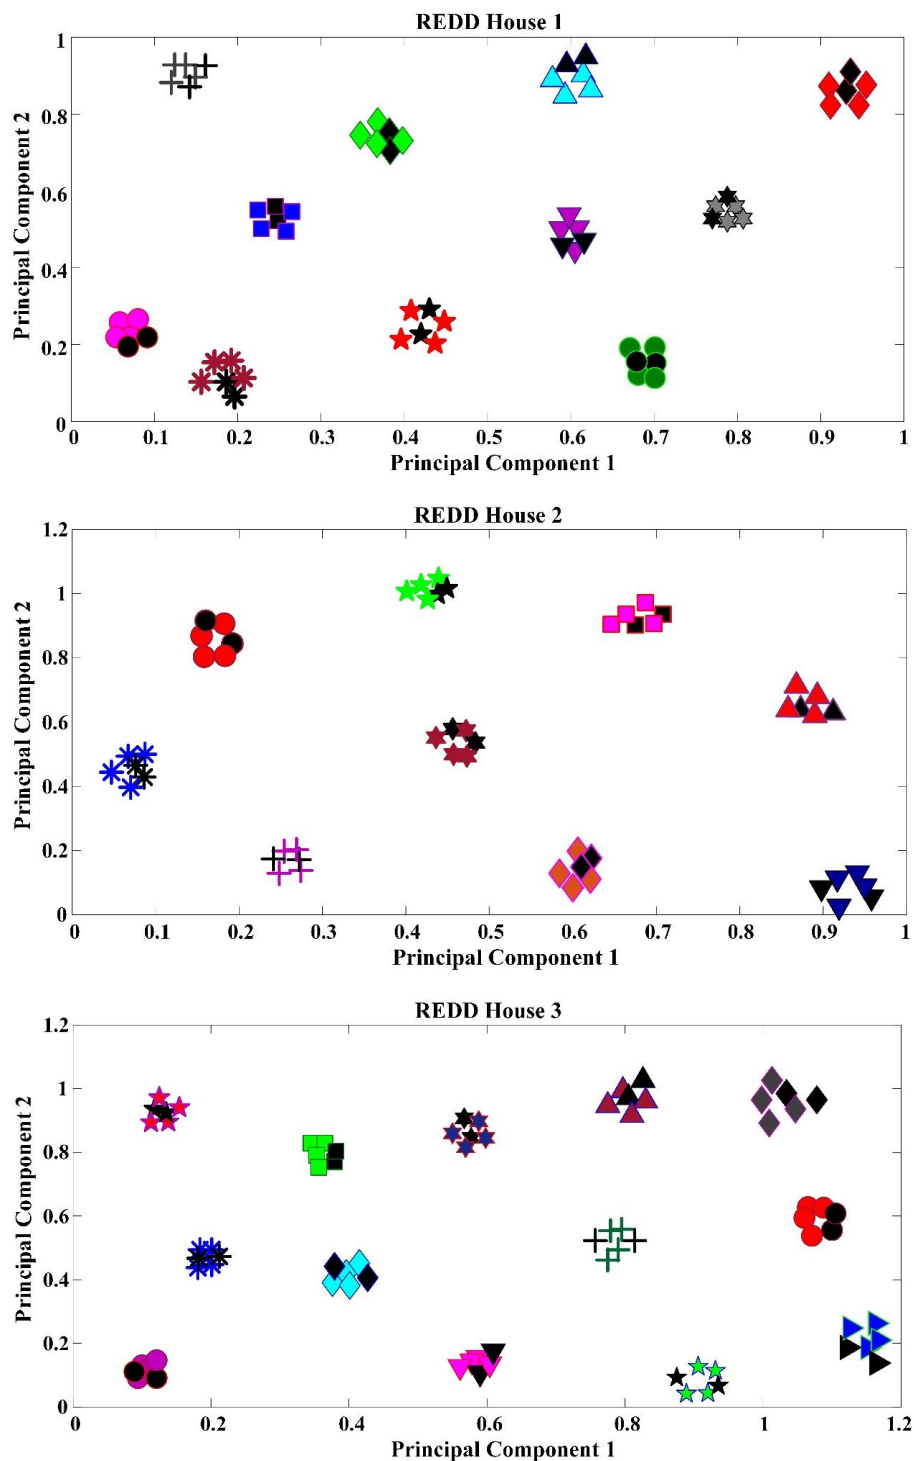 REDD House 1
1
0.8
0.6
0.4
0.2
0
Principal Component 2
0 0.1 0.2 0.3 0.4 0.5 0.6 0.7 0.8 0.9 1
Principal Component 1
REDD House 2
1.2
1
0.8
0.6
0.4
0.2
0
Principal Component 2
0 0.1 0.2 0.3 0.4 0.5 0.6 0.7 0.8 0.9 1
Principal Component 1
REDD House 3
1.2
1
0.8
0.6
0.4
0.2
0
Principal Component 2
0 0.2 0.4 0.6 0.8 1 1.2
Principal Component 1